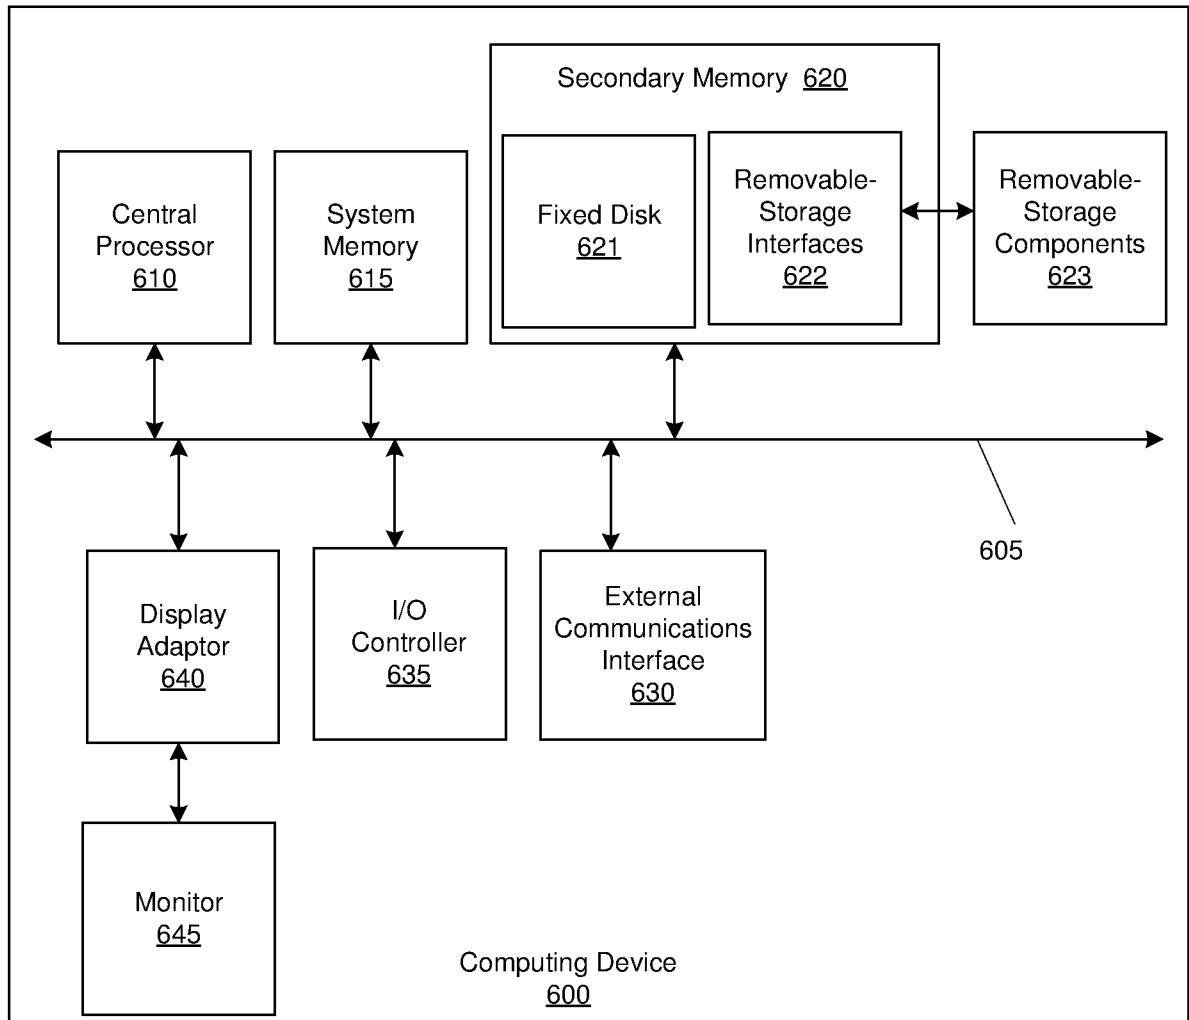 Secondary Memory 620
Central
Processor
610
System
Memory
615
Fixed Disk
621
Removable-
Storage
Interfaces
622
Removable-
Storage
Components
623
605
Display
Adaptor
640
I/O
Controller
635
External
Communications
Interface
630
Monitor
645
Computing Device
600